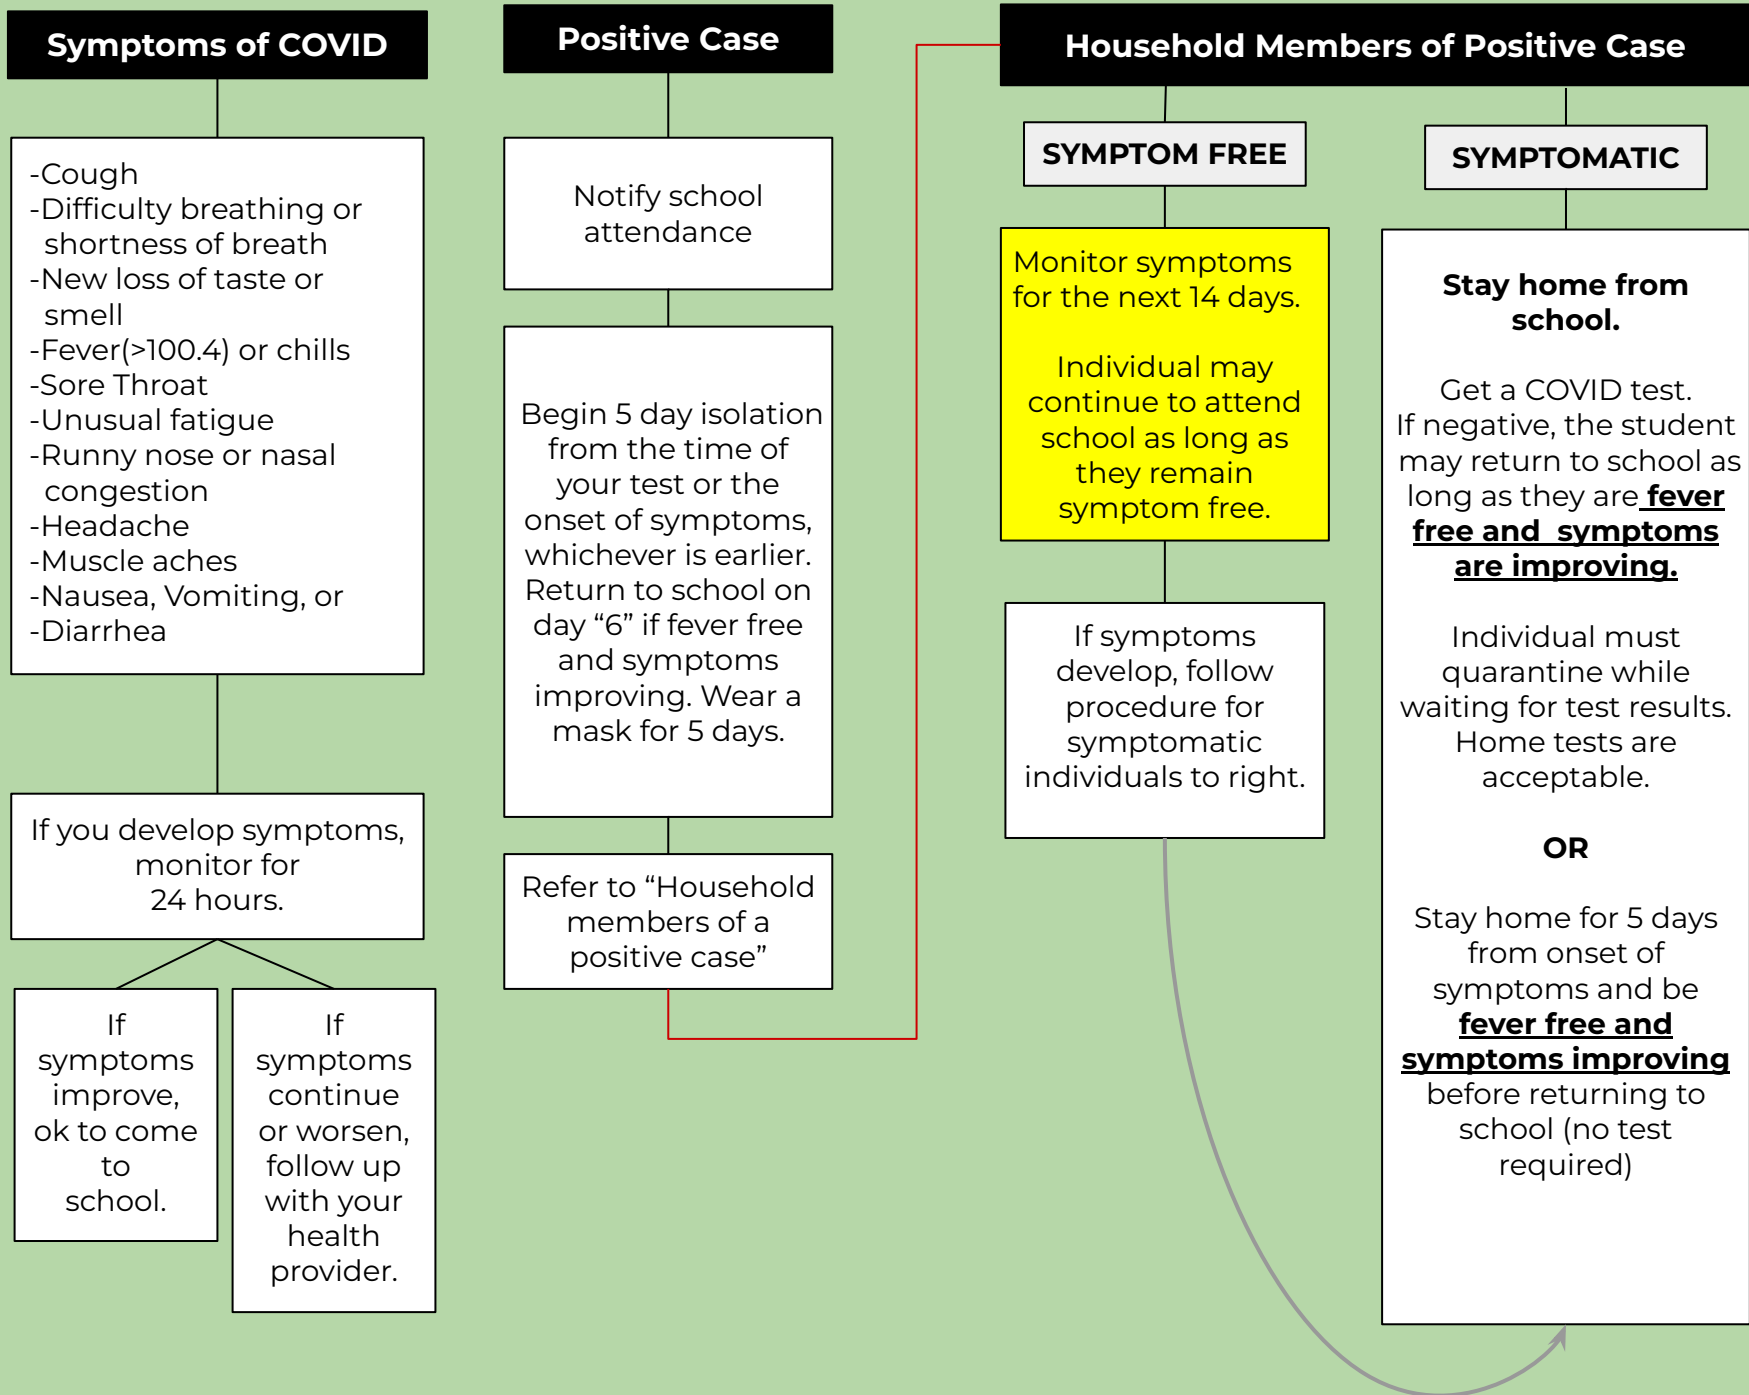 Symptoms of COVID
-Cough
-Difficulty breathing or
shortness of breath
-New loss of taste or
smell
-Fever(>100.4) or chills
-Sore Throat
-Unusual fatigue
-Runny nose or nasal
congestion
-Headache
-Muscle aches
-Nausea, Vomiting, or
-Diarrhea
If you develop symptoms,
monitor for
24 hours.
If
symptoms
improve,
ok to come
to
school.
If
symptoms
continue
or worsen,
follow up
with your
health
provider.
Positive Case
Notify school
attendance
Begin 5 day isolation
from the time of
your test or the
onset of symptoms,
whichever is earlier.
Return to school on
day “6” if fever free
and symptoms
improving. Wear a
mask for 5 days.
Refer to “Household
members of a
positive case”
Household Members of Positive Case
SYMPTOM FREE
Monitor symptoms
for the next 14 days.
Individual may
continue to attend
school as long as
they remain
symptom free.
If symptoms
develop, follow
procedure for
symptomatic
individuals to right.
SYMPTOMATIC
Stay home from
school.
Get a COVID test.
If negative, the student
may return to school as
long as they are fever
free and  symptoms
are improving.
Individual must
quarantine while
waiting for test results.
Home tests are
acceptable.
OR
Stay home for 5 days
from onset of
symptoms and be
fever free and
symptoms improving
before returning to
school (no test
required)